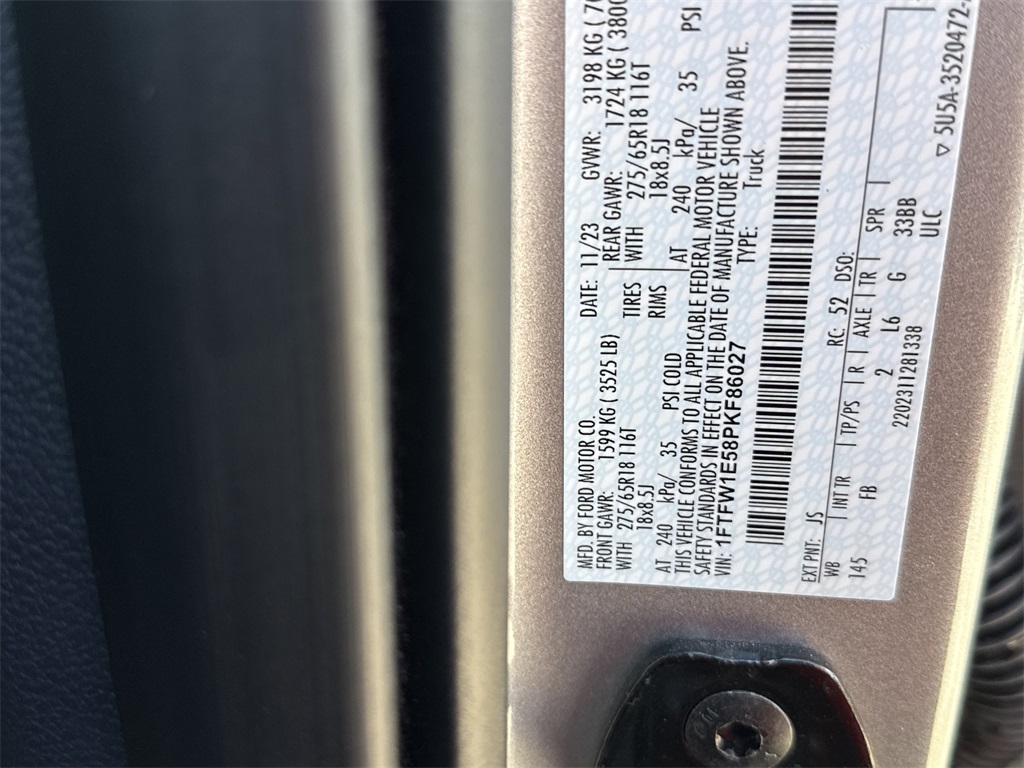 MFD. BY FORD MOTOR CO.
DATE: 11/23 GVWR: 3198 KG
FRONT GAWR: 1599 KG ( 3525 LB)
REAR GAWR: 1724 KG ( 3800
WITH 275/65R18 116T
TIRES WITH 275/65R18 116T
18x8.5J
RIMS 18x8.5J
AT 240 kPa/ 35 PSI COLD
AT 240 kPa/ 35 PSI
THIS VEHICLE CONFORMS TO ALL APPLICABLE FEDERAL MOTOR VEHICLE
SAFETY STANDARDS IN EFFECT ON THE DATE OF MANUFACTURE SHOWN ABOVE.
VIN: 1FTFW1E58PKF86027
TYPE: Truck
EXT PNT: JS RC: 52 DSO:
WB INT TR TP/PS R AXLE TR SPR
145 FB 2 L6 G 33BB
ULC
2202311281338
▽ 5U5A-3520472-